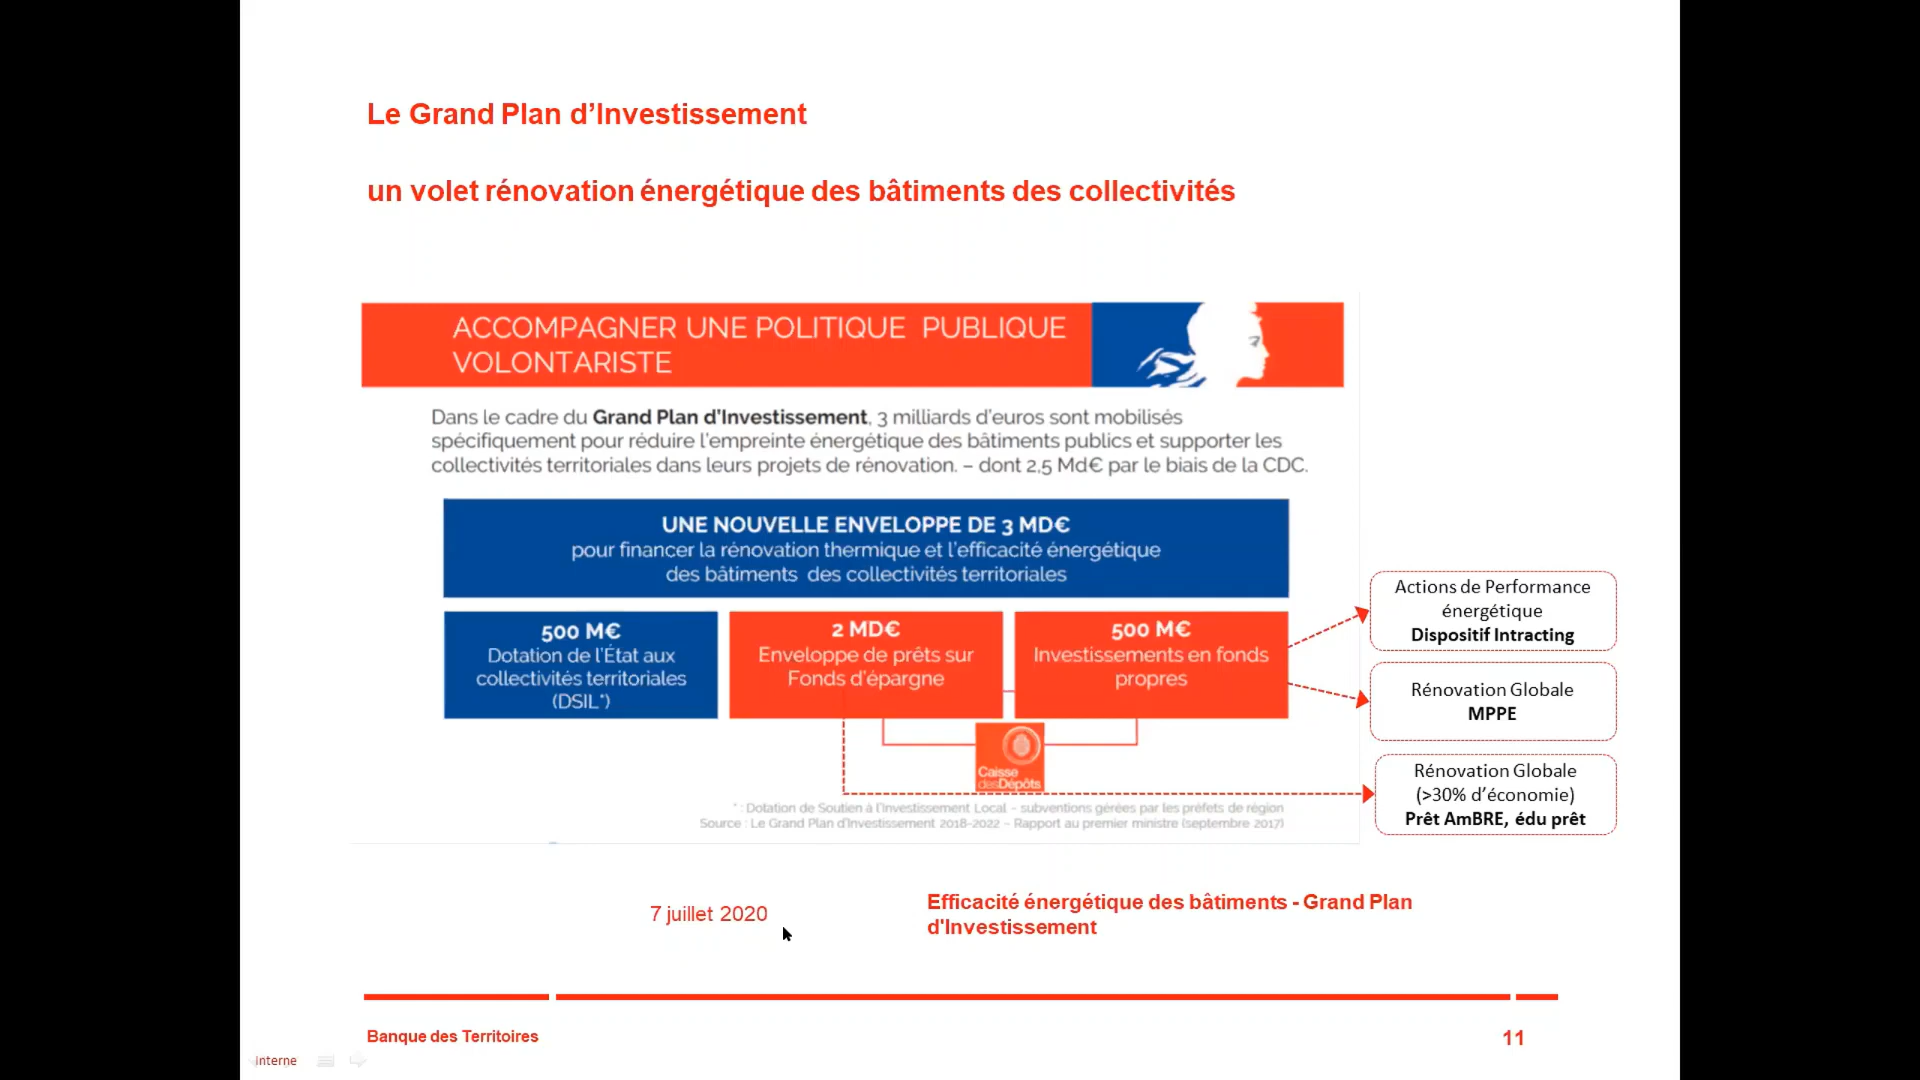 Le Grand Plan d’Investissement
un volet rénovation énergétique des bâtiments des collectivités
ACCOMPAGNER UNE POLITIQUE PUBLIQUE
VOLONTARISTE
Dans le cadre du Grand Plan d’Investissement, 3 milliards d’euros sont mobilisés
spécifiquement pour réduire l’empreinte énergétique des bâtiments publics et supporter les
collectivités territoriales dans leurs projets de rénovation. – dont 2,5 Md€ par le biais de la CDC.
UNE NOUVELLE ENVELOPPE DE 3 MD€
pour financer la rénovation thermique et l’efficacité énergétique
des bâtiments des collectivités territoriales
500 M€
Dotation de l’État aux
collectivités territoriales
(DSIL*)
2 MD€
Enveloppe de prêts sur
Fonds d’épargne
500 M€
Investissements en fonds
propres
Actions de Performance
énergétique
Dispositif Intracting
Rénovation Globale
MPPE
Rénovation Globale
(>30% d’économie)
Prêt AmBRE, édu prêt
Caisse
desDépôts
* : Dotation de Soutien à l’Investissement Local – subventions gérées par les préfets de région
Source : Le Grand Plan d’Investissement 2018-2022 – Rapport au premier ministre (septembre 2017)
7 juillet 2020
Efficacité énergétique des bâtiments - Grand Plan
d'Investissement
Banque des Territoires
11
Interne